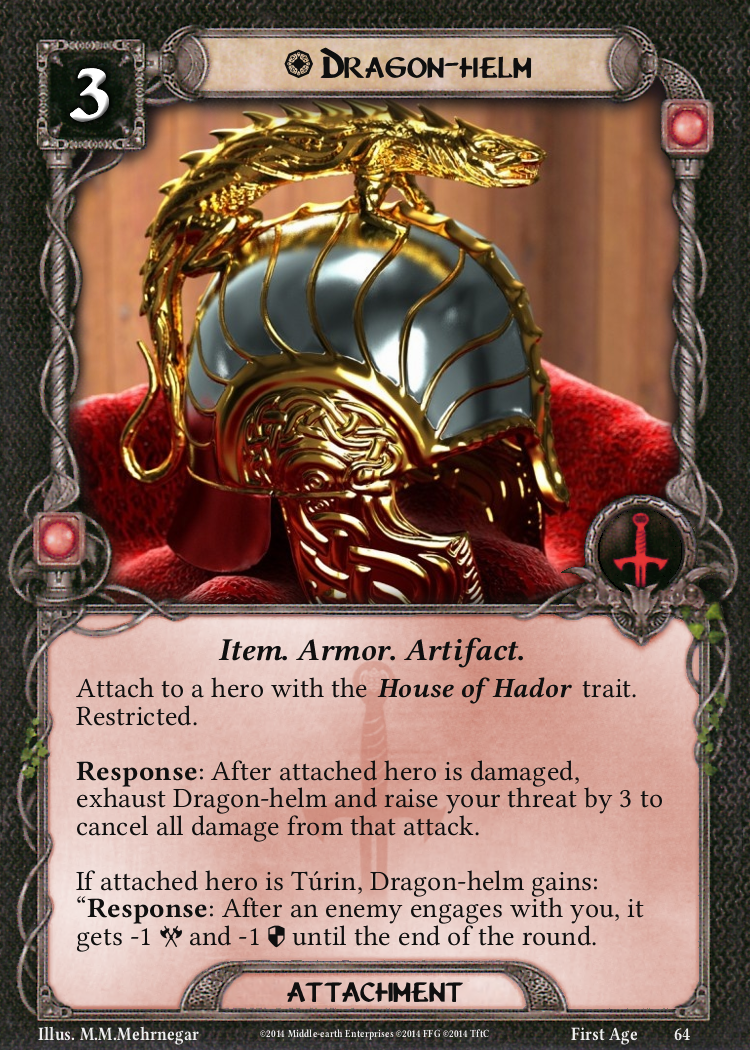 3
Dragon-helm
Item. Armor. Artifact.
Attach to a hero with the House of Hador trait.
Restricted.
Response: After attached hero is damaged,
exhaust Dragon-helm and raise your threat by 3 to
cancel all damage from that attack.
If attached hero is Túrin, Dragon-helm gains:
“Response: After an enemy engages with you, it
gets -1 and -1 until the end of the round.
Attachment
Illus. M.M.Mehrnegar ©2014 Middle-earth Enterprises ©2014 FFG ©2014 TftC First Age 64